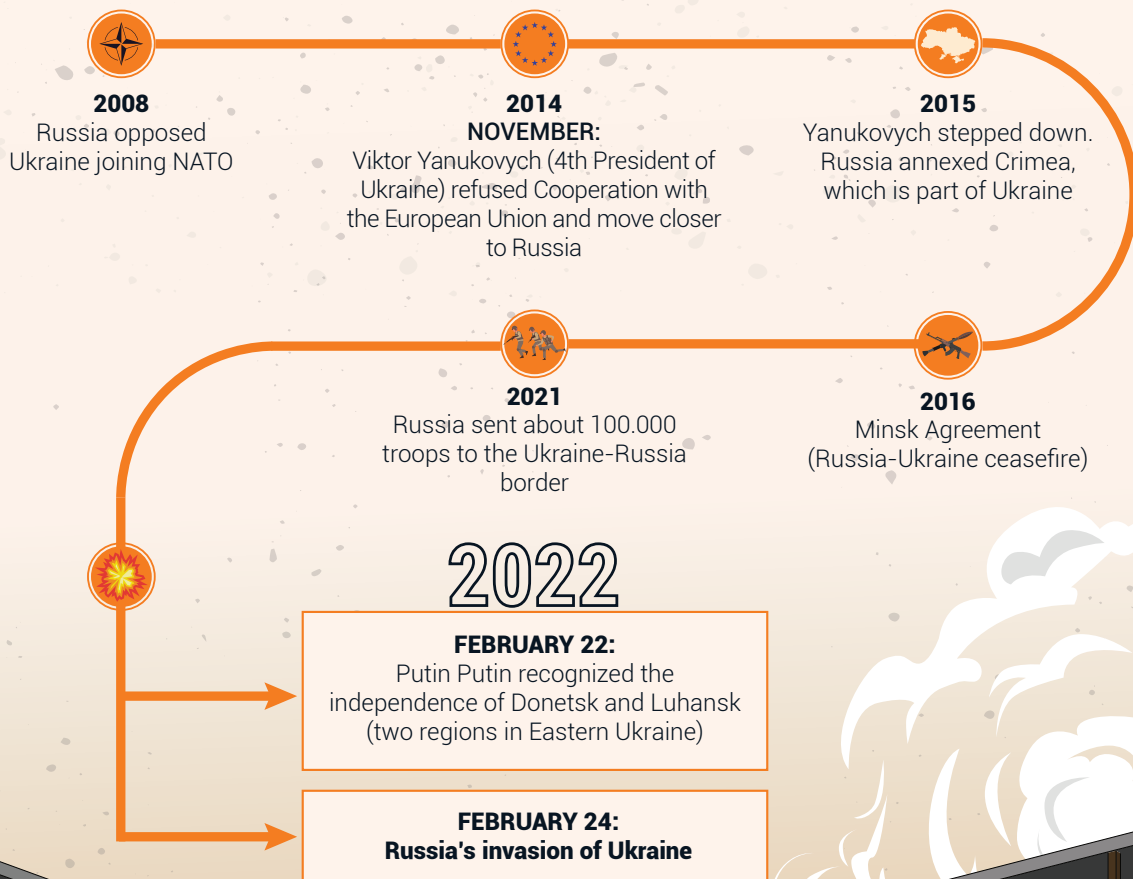 2008
Russia opposed
Ukraine joining NATO
2014
NOVEMBER:
Viktor Yanukovych (4th President of
Ukraine) refused Cooperation with
the European Union and move closer
to Russia
2015
Yanukovych stepped down.
Russia annexed Crimea,
which is part of Ukraine
2016
Minsk Agreement
(Russia-Ukraine ceasefire)
2021
Russia sent about 100.000
troops to the Ukraine-Russia
border
2022
FEBRUARY 22:
Putin Putin recognized the
independence of Donetsk and Luhansk
(two regions in Eastern Ukraine)
FEBRUARY 24:
Russia's invasion of Ukraine